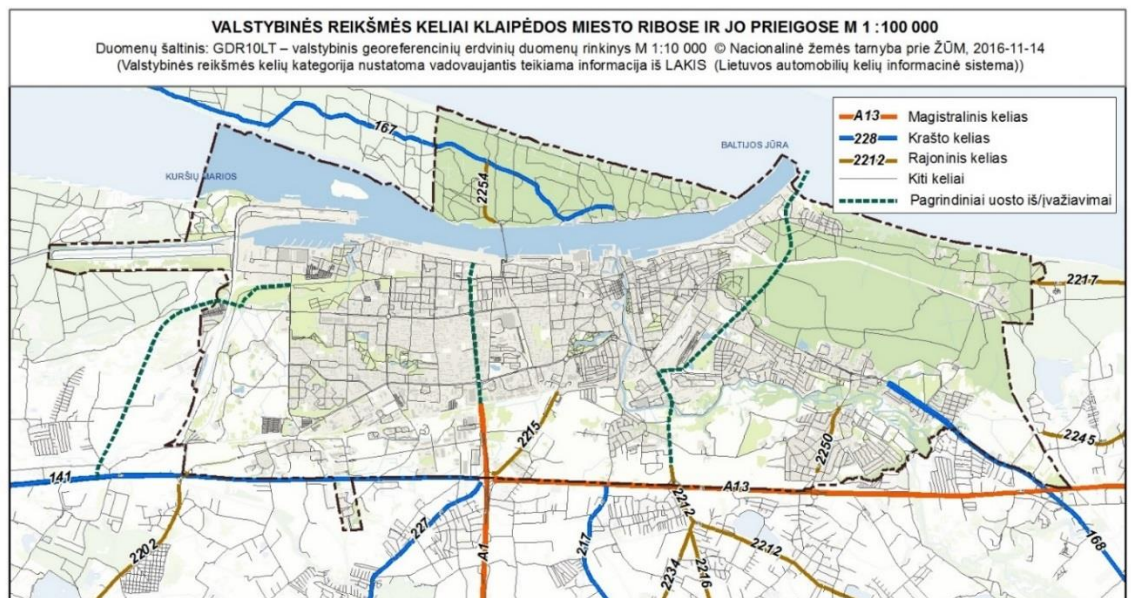 VALSTYBINĖS REIKŠMĖS KELIAI KLAIPĖDOS MIESTO RIBOSE IR JO PRIEIGOSE M 1 :100 000
Duomenų šaltinis: GDR10LT – valstybinis georeferencinių erdvinių duomenų rinkinys M 1:10 000 © Nacionalinė žemės tarnyba prie ŽŪM, 2016-11-14
(Valstybinės reikšmės kelių kategorija nustatoma vadovaujantis teikiama informacija iš LAKIS (Lietuvos automobilių kelių informacinė sistema))
A13 Magistralinis kelias
228 Krašto kelias
2212 Rajoninis kelias
Kiti keliai
Pagrindiniai uosto iš/įvažiavimai
167
BALTIJOS JŪRA
KURŠIŲ MARIOS
2254
2217
2215
2250
2245
141
A13
2202
227
A1
217
2212
2212
2234
2216
168